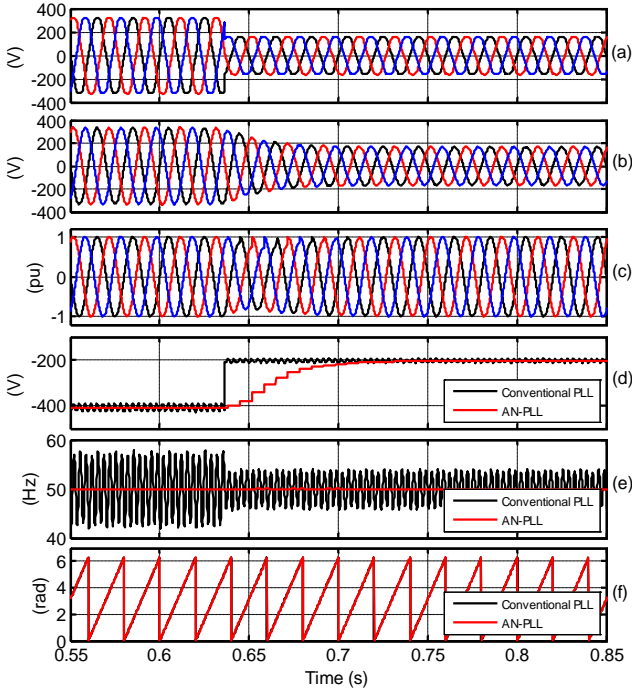 400
200
0
-200
-400
(V)
(a)
400
200
0
-200
-400
(V)
(b)
1
0
-1
(pu)
(c)
-200
-400
(V)
(d)
Conventional PLL
AN-PLL
60
50
40
(Hz)
(e)
Conventional PLL
AN-PLL
6
4
2
0
(rad)
(f)
Conventional PLL
AN-PLL
0.55 0.6 0.65 0.7 0.75 0.8 0.85
Time (s)